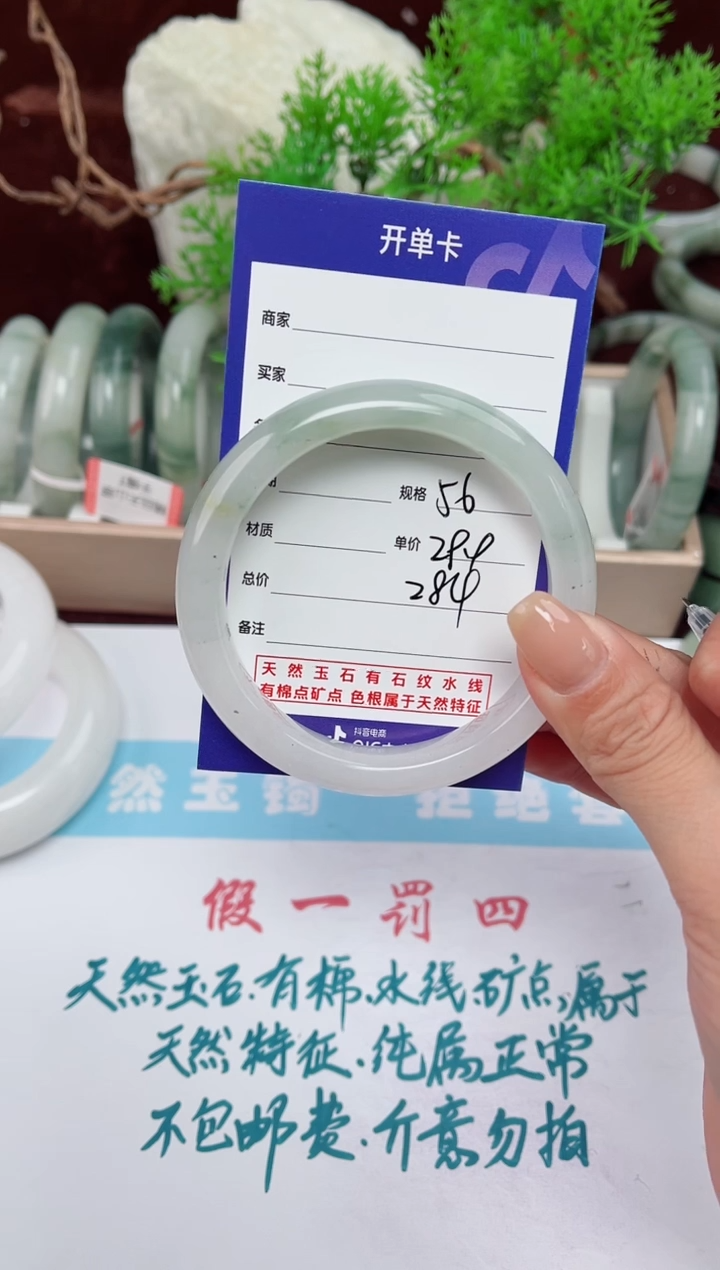 开单卡
商家
买家
规格 56
材质
单价 299
284
总价
备注
天然玉石有石纹水线
有棉点矿点 色根属于天然特征
抖音电商
然玉镯 拒绝
假一罚四
天然玉石.有棉.水线.矿点,属于
天然特征.纯属正常
不包邮费.介意勿拍